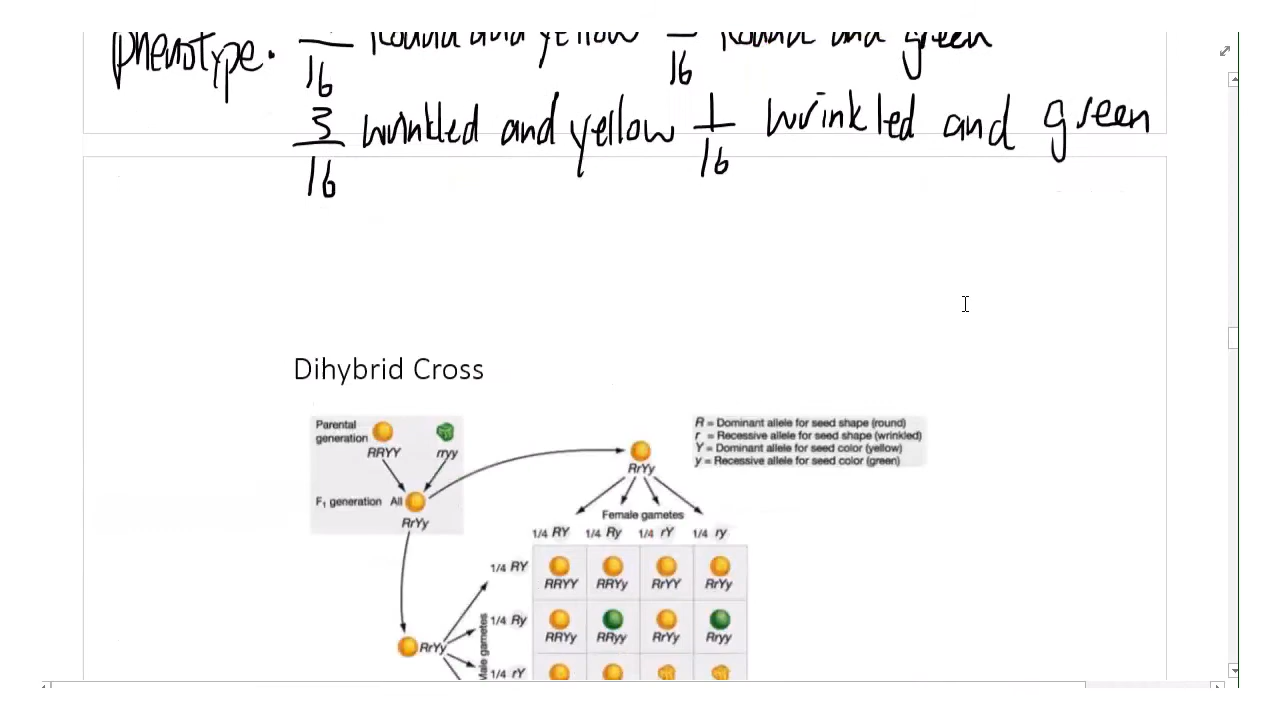 phenotype. 16 round and yellow 16 round and green
3/16 wrinkled and yellow 1/16 wrinkled and green
Dihybrid Cross
Parental generation
RRYY rryy
F1 generation All
RrYy
R = Dominant allele for seed shape (round)
r = Recessive allele for seed shape (wrinkled)
Y = Dominant allele for seed color (yellow)
y = Recessive allele for seed color (green)
RrYy
Female gametes
1/4 RY 1/4 Ry 1/4 rY 1/4 ry
1/4 RY
RRYY RRYy RrYY RrYy
1/4 Ry
RRYy RRyy RrYy Rryy
RrYy
Male gametes
1/4 rY